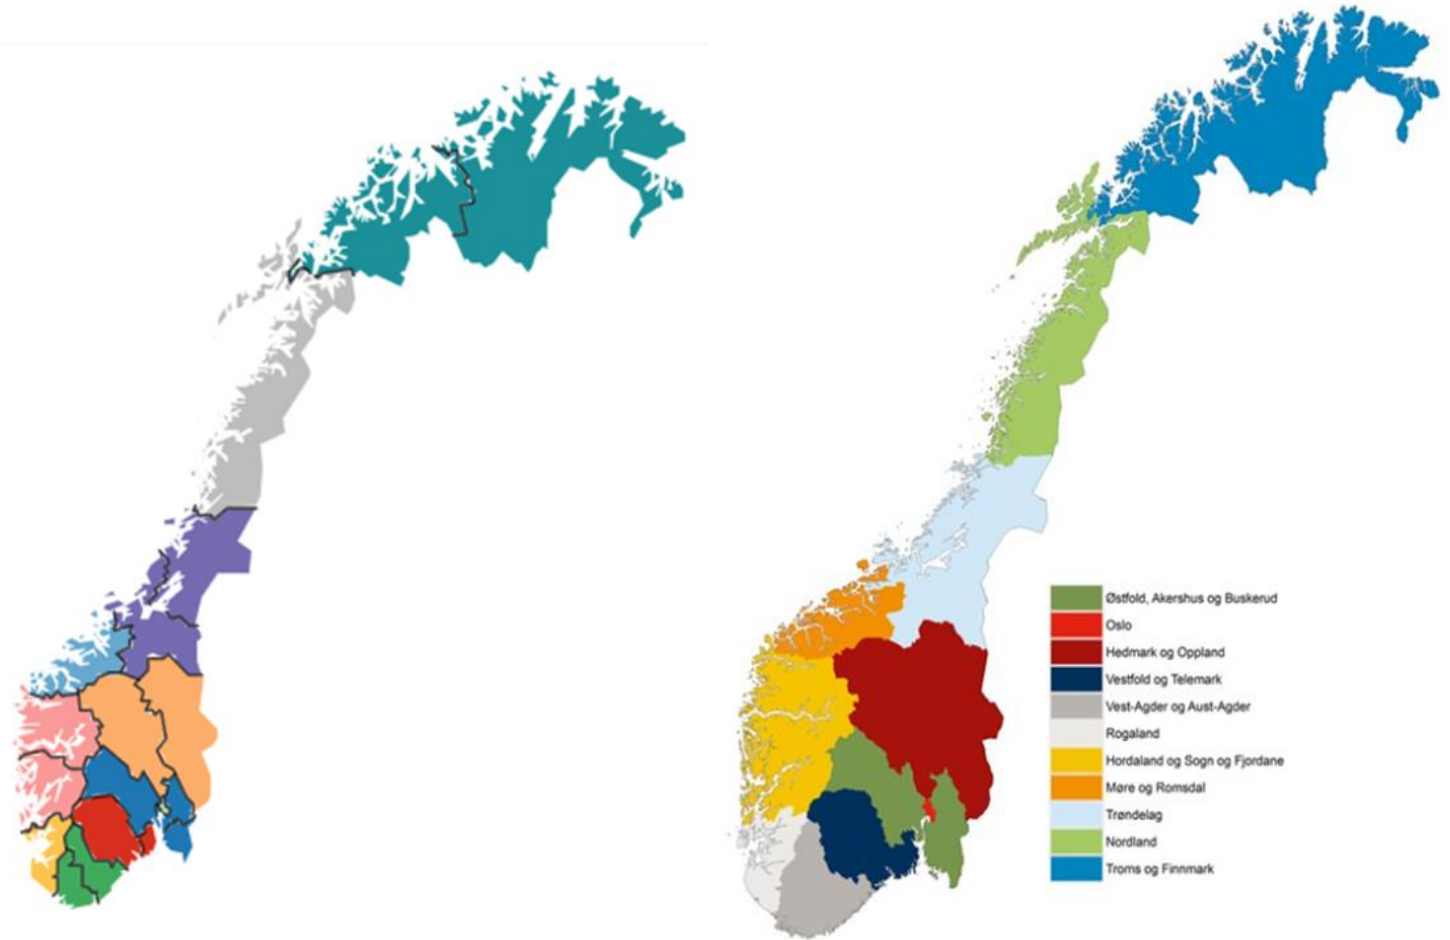 Østfold, Akershus og Buskerud
Oslo
Hedmark og Oppland
Vestfold og Telemark
Vest-Agder og Aust-Agder
Rogaland
Hordaland og Sogn og Fjordane
Møre og Romsdal
Trøndelag
Nordland
Troms og Finnmark